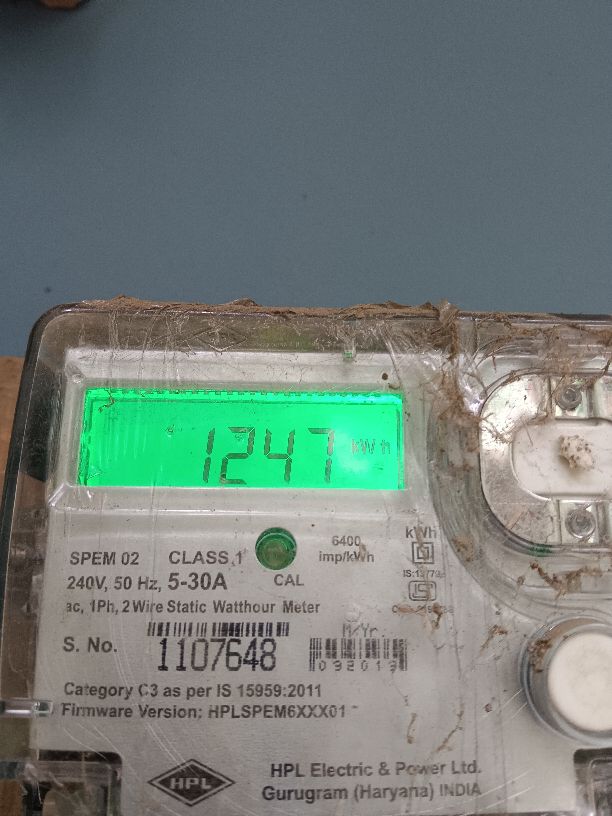 1247 kWh
6400
imp/kWh
kWh
SPEM 02 CLASS 1
240V, 50 Hz, 5-30A
CAL
ac, 1Ph, 2 Wire Static Watthour Meter
M/Yr.
S. No. 1107648
092019
Category C3 as per IS 15959:2011
Firmware Version: HPLSPEM6XXX01
HPL
HPL Electric & Power Ltd.
Gurugram (Haryana) INDIA